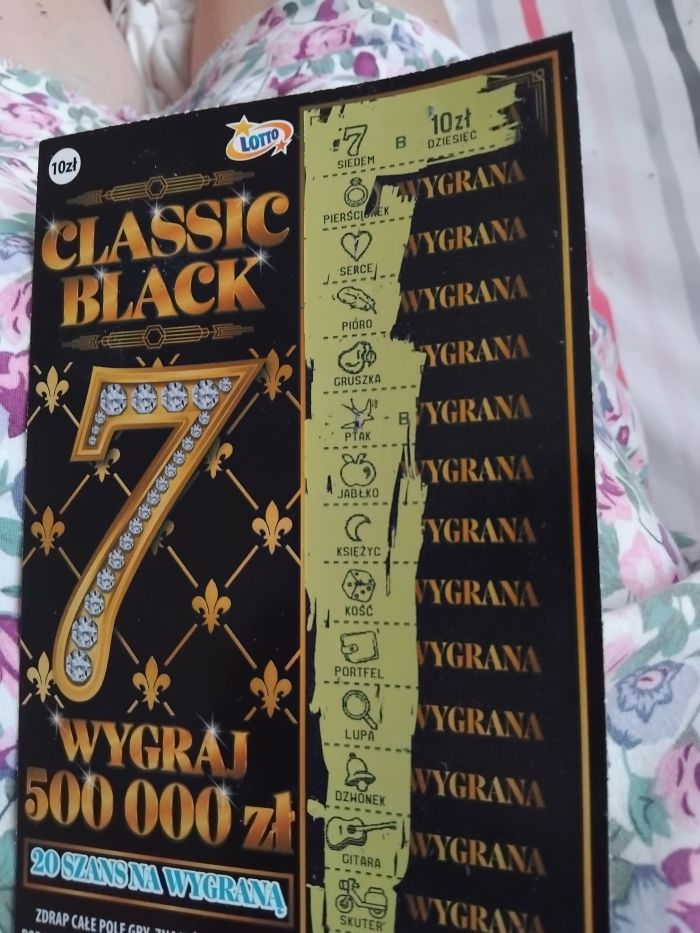 10zł
LOTTO
CLASSIC
BLACK
7
WYGRAJ
500 000 zł
20 SZANS NA WYGRANĄ
ZDRAP CAŁE POLE GRY.
7 B 10zł
SIEDEM DZIESIĘĆ
PIERŚCIONEK WYGRANA
SERCE WYGRANA
PIÓRO WYGRANA
GRUSZKA WYGRANA
B
PTAK WYGRANA
JABŁKO WYGRANA
KSIĘŻYC WYGRANA
KOŚĆ WYGRANA
PORTFEL WYGRANA
LUPA WYGRANA
DZWONEK WYGRANA
GITARA WYGRANA
SKUTER WYGRANA